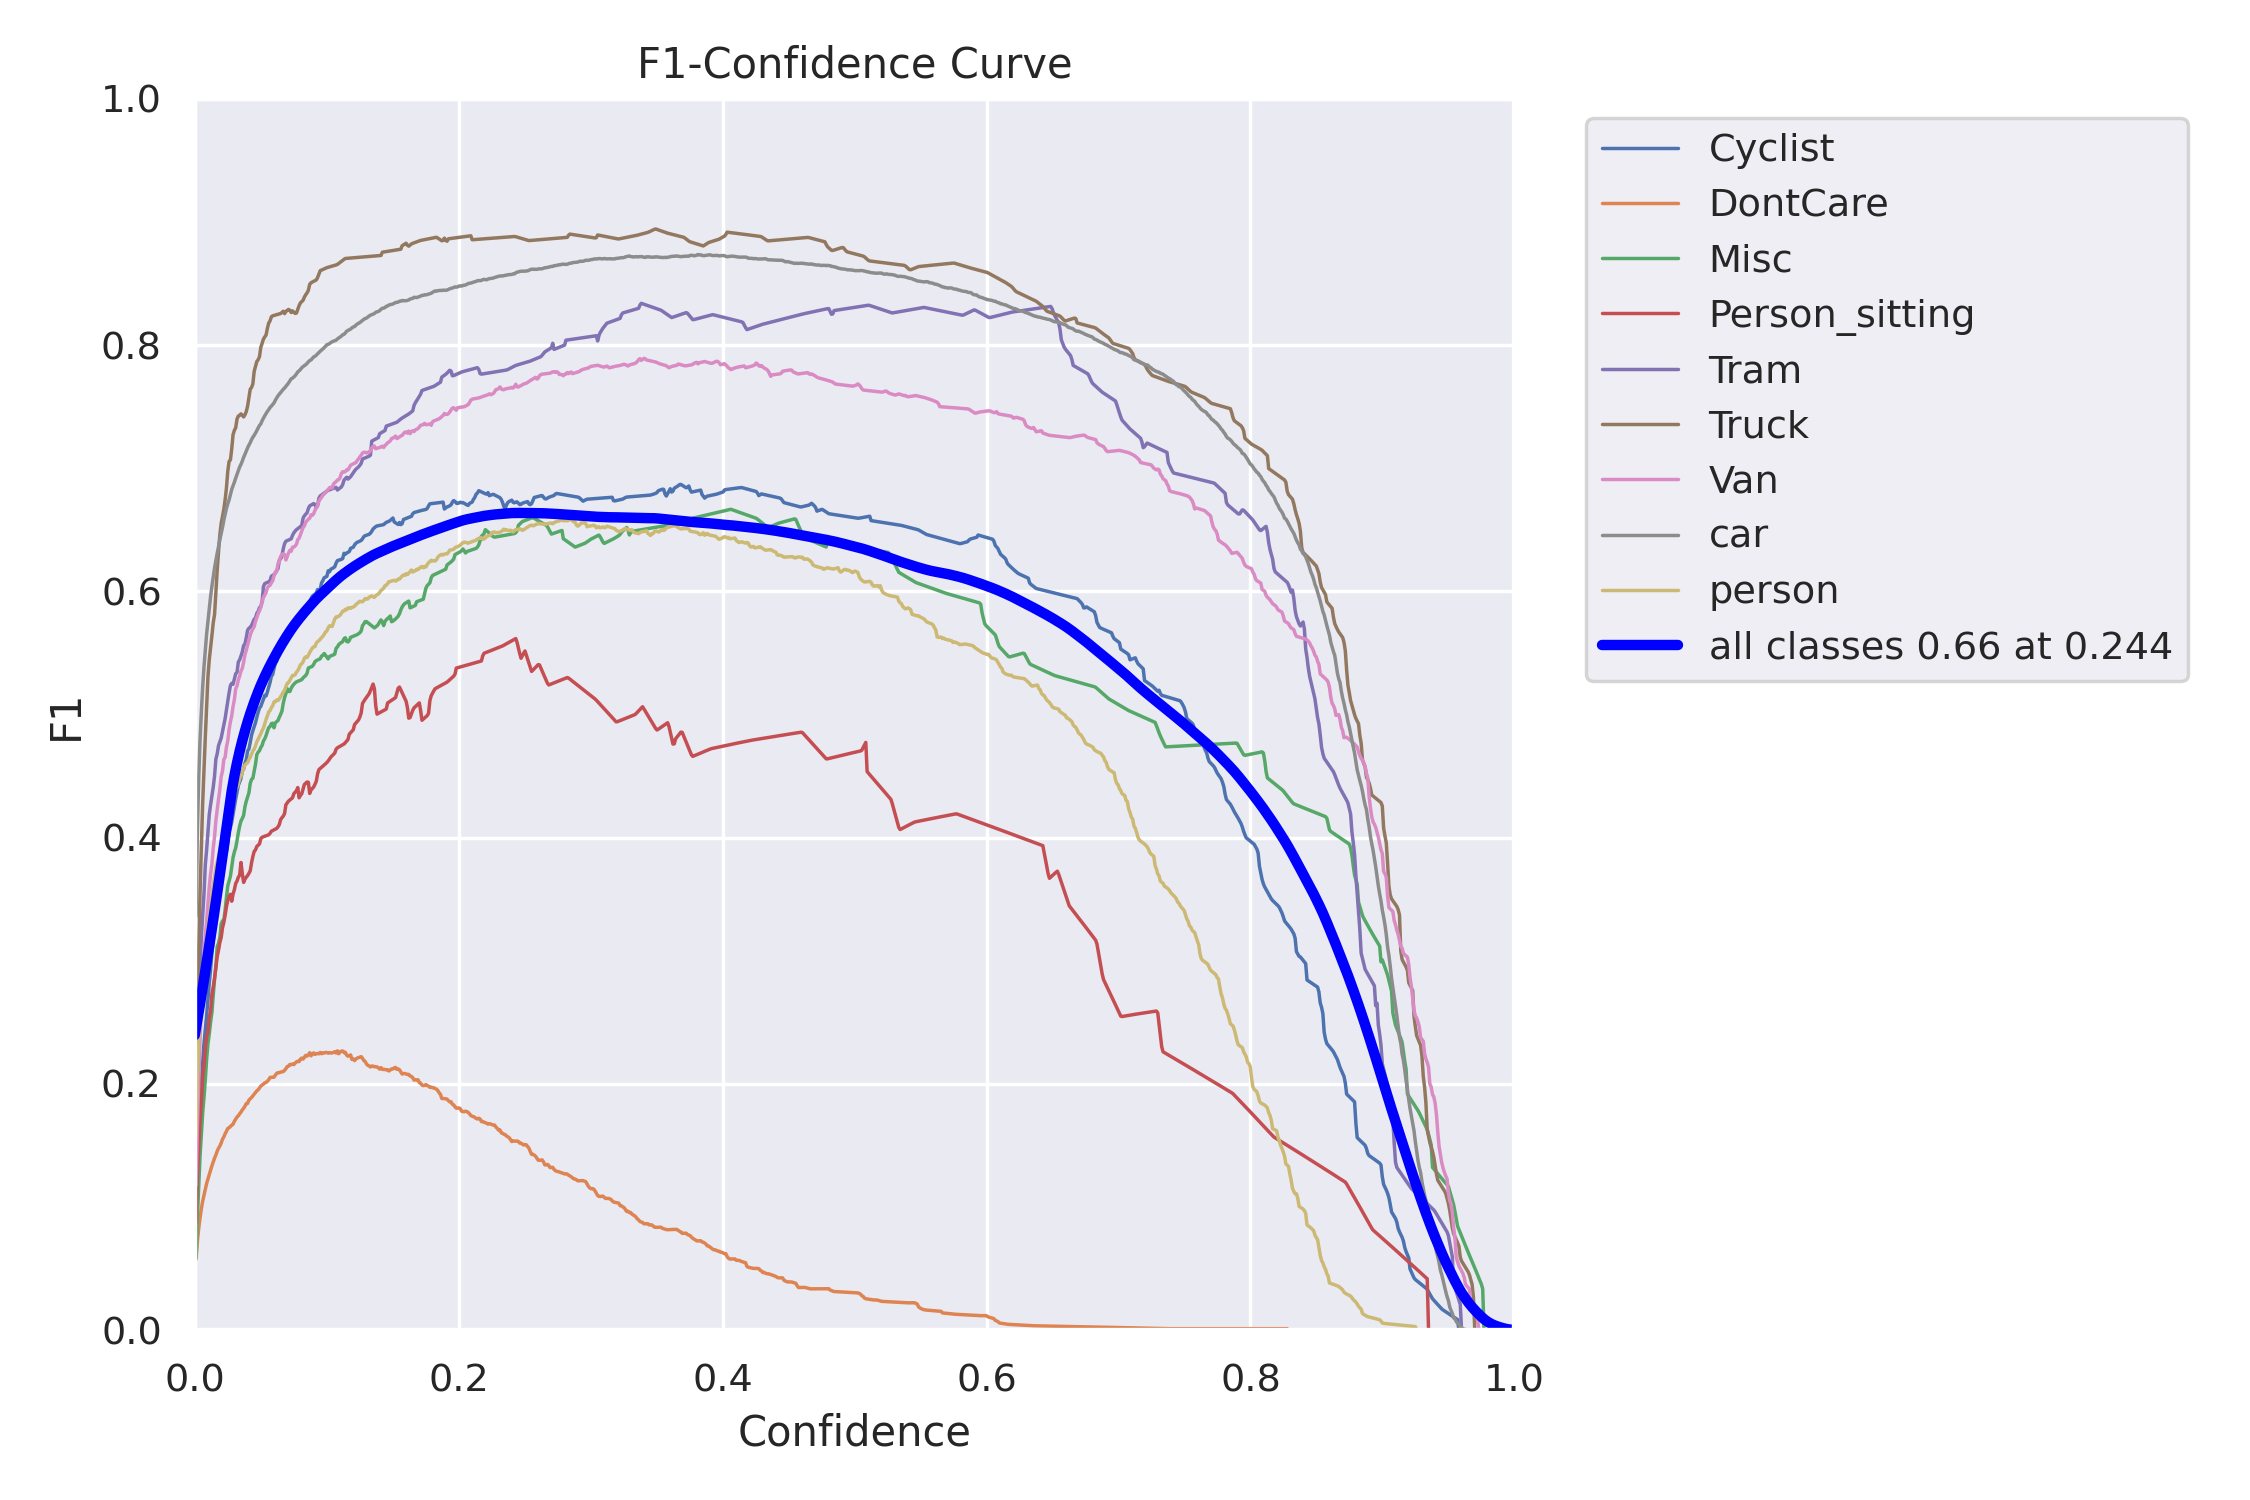 F1-Confidence Curve
1.0
0.8
0.6
0.4
0.2
0.0
F1
0.0 0.2 0.4 0.6 0.8 1.0
Confidence
Cyclist
DontCare
Misc
Person_sitting
Tram
Truck
Van
car
person
all classes 0.66 at 0.244